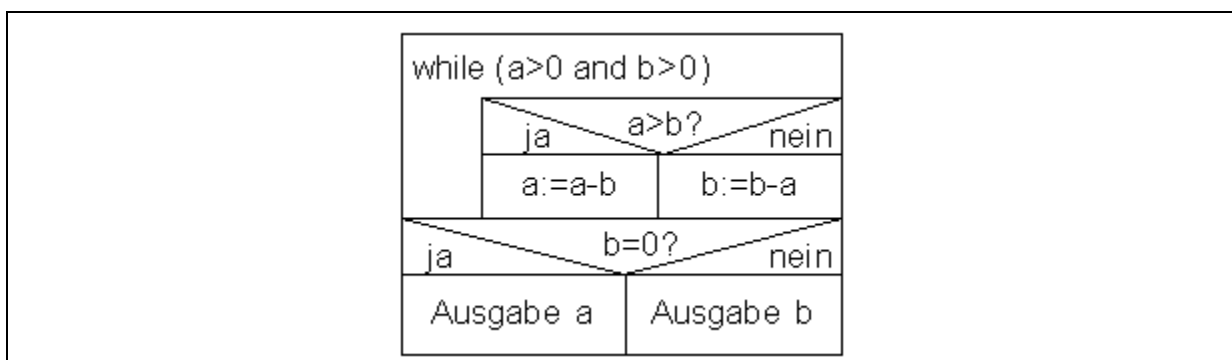 while (a>0 and b>0)
a>b?
ja
nein
a:=a-b
b:=b-a
b=0?
ja
nein
Ausgabe a
Ausgabe b